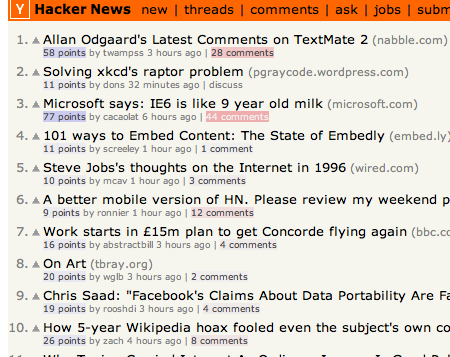 Y Hacker News new | threads | comments | ask | jobs | subm
1. Allan Odgaard's Latest Comments on TextMate 2 (nabble.com)
58 points by twampss 3 hours ago | 28 comments
2. Solving xkcd's raptor problem (pgraycode.wordpress.com)
11 points by dons 32 minutes ago | discuss
3. Microsoft says: IE6 is like 9 year old milk (microsoft.com)
77 points by cacaolat 6 hours ago | 44 comments
4. 101 ways to Embed Content: The State of Embedly (embed.ly)
11 points by screeley 1 hour ago | 1 comment
5. Steve Jobs's thoughts on the Internet in 1996 (wired.com)
10 points by mcav 1 hour ago | 3 comments
6. A better mobile version of HN. Please review my weekend p
9 points by ronnier 1 hour ago | 12 comments
7. Work starts in £15m plan to get Concorde flying again (bbc.co
16 points by abstractbill 3 hours ago | 4 comments
8. On Art (tbray.org)
20 points by wglb 3 hours ago | 2 comments
9. Chris Saad: "Facebook's Claims About Data Portability Are Fa
19 points by rooshdi 3 hours ago | 4 comments
10. How 5-year Wikipedia hoax fooled even the subject's own co
26 points by zach 4 hours ago | 8 comments